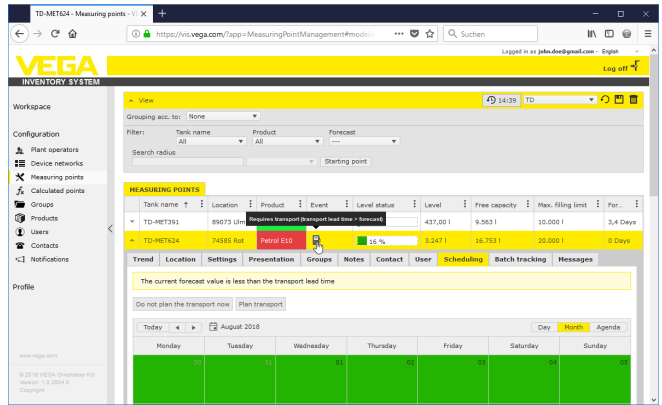 TD-MET624 - Measuring points - VI
https://vis.vega.com/?app=MeasuringPointManagement#model
Suchen
Logged in as john.doe@gmail.com - English
VEGA
INVENTORY SYSTEM
Log off
Workspace
Configuration
Plant operators
Device networks
Measuring points
Calculated points
Groups
Products
Users
Contacts
Notifications
Profile
www.vega.com
Copyright
View
14:39
TD
Grouping acc. to: None
Filter: Tank name Product Forecast
All All ---
Search radius
Starting point
MEASURING POINTS
Tank name Location Product Event Level status Level Free capacity Max. filling limit For...
Requires transport (transport lead time > forecast)
TD-MET391 89073 Ulm 437,00 l 9.563 l 10.000 l 3,4 Days
TD-MET624 74585 Rot Petrol E10 16 % 3.247 l 16.753 l 20.000 l 0 Days
Trend Location Settings Presentation Groups Notes Contact User Scheduling Batch tracking Messages
The current forecast value is less than the transport lead time
Do not plan the transport now Plan transport
Today August 2018 Day Month Agenda
Monday Tuesday Wednesday Thursday Friday Saturday Sunday
30 31 01 02 03 04 05